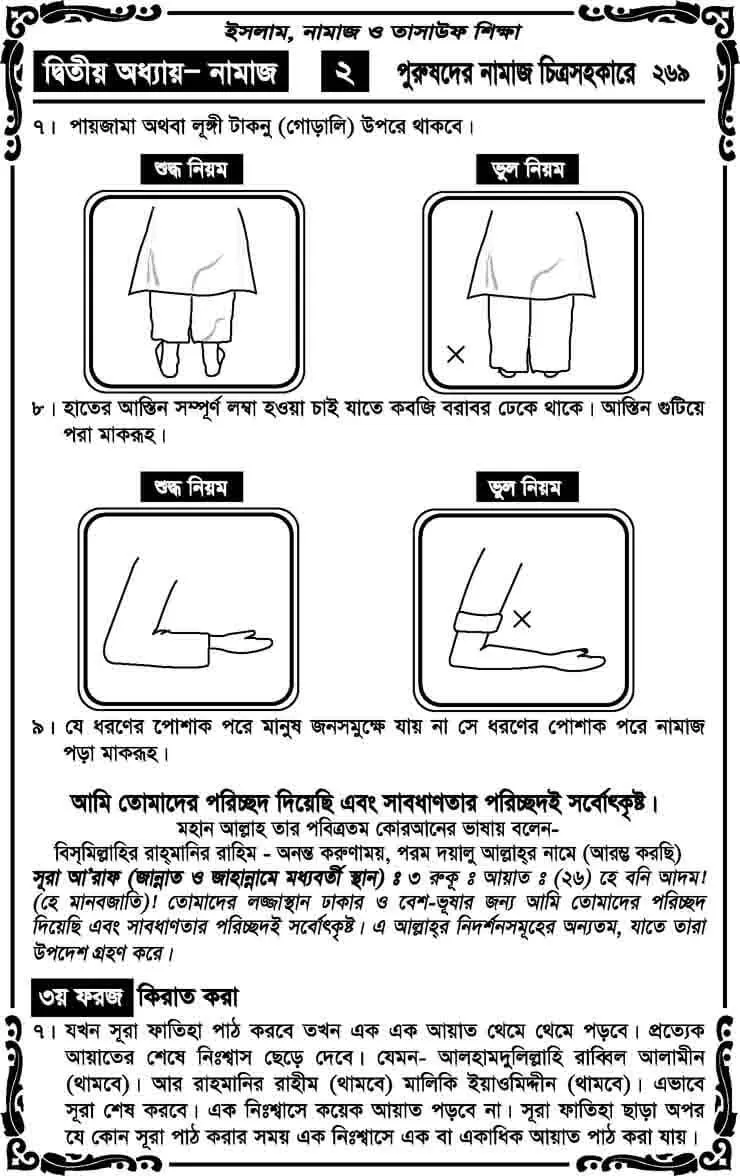 ইসলাম, নামাজ ও তাসাউফ শিক্ষা
দ্বিতীয় অধ্যায়– নামাজ ২ পুরুষদের নামাজ চিত্রসহকারে ২৬৯
৭। পায়জামা অথবা লূঙ্গী টাকনু (গোড়ালি) উপরে থাকবে।
শুদ্ধ নিয়ম ভুল নিয়ম
৮। হাতের আস্তিন সম্পূর্ণ লম্বা হওয়া চাই যাতে কবজি বরাবর ঢেকে থাকে। আস্তিন গুটিয়ে
পরা মাকরূহ।
শুদ্ধ নিয়ম ভুল নিয়ম
৯। যে ধরণের পোশাক পরে মানুষ জনসমুক্ষে যায় না সে ধরণের পোশাক পরে নামাজ
পড়া মাকরূহ।
আমি তোমাদের পরিচ্ছদ দিয়েছি এবং সাবধাণতার পরিচ্ছদই সর্বোৎকৃষ্ট।
মহান আল্লাহ তার পবিত্রতম কোরআনের ভাষায় বলেন-
বিস্‌মিল্লাহির রাহ্‌মানির রাহিম - অনন্ত করুণাময়, পরম দয়ালু আল্লাহ্‌র নামে (আরম্ভ করছি)
সূরা আ'রাফ (জান্নাত ও জাহান্নামে মধ্যবর্তী স্থান) ঃ ৩ রুকূ ঃ আয়াত ঃ (২৬) হে বনি আদম!
(হে মানবজাতি)! তোমাদের লজ্জাস্থান ঢাকার ও বেশ-ভূষার জন্য আমি তোমাদের পরিচ্ছদ
দিয়েছি এবং সাবধাণতার পরিচ্ছদই সর্বোৎকৃষ্ট। এ আল্লাহ্‌র নিদর্শনসমূহের অন্যতম, যাতে তারা
উপদেশ গ্রহণ করে।
৩য় ফরজ কিরাত করা
৭। যখন সূরা ফাতিহা পাঠ করবে তখন এক এক আয়াত থেমে থেমে পড়বে। প্রত্যেক
আয়াতের শেষে নিঃশ্বাস ছেড়ে দেবে। যেমন- আলহামদুলিল্লাহি রাব্বিল আলামীন
(থামবে)। আর রাহমানির রাহীম (থামবে) মালিকি ইয়াওমিদ্দীন (থামবে)। এভাবে
সূরা শেষ করবে। এক নিঃশ্বাসে কয়েক আয়াত পড়বে না। সূরা ফাতিহা ছাড়া অপর
যে কোন সূরা পাঠ করার সময় এক নিঃশ্বাসে এক বা একাধিক আয়াত পাঠ করা যায়।